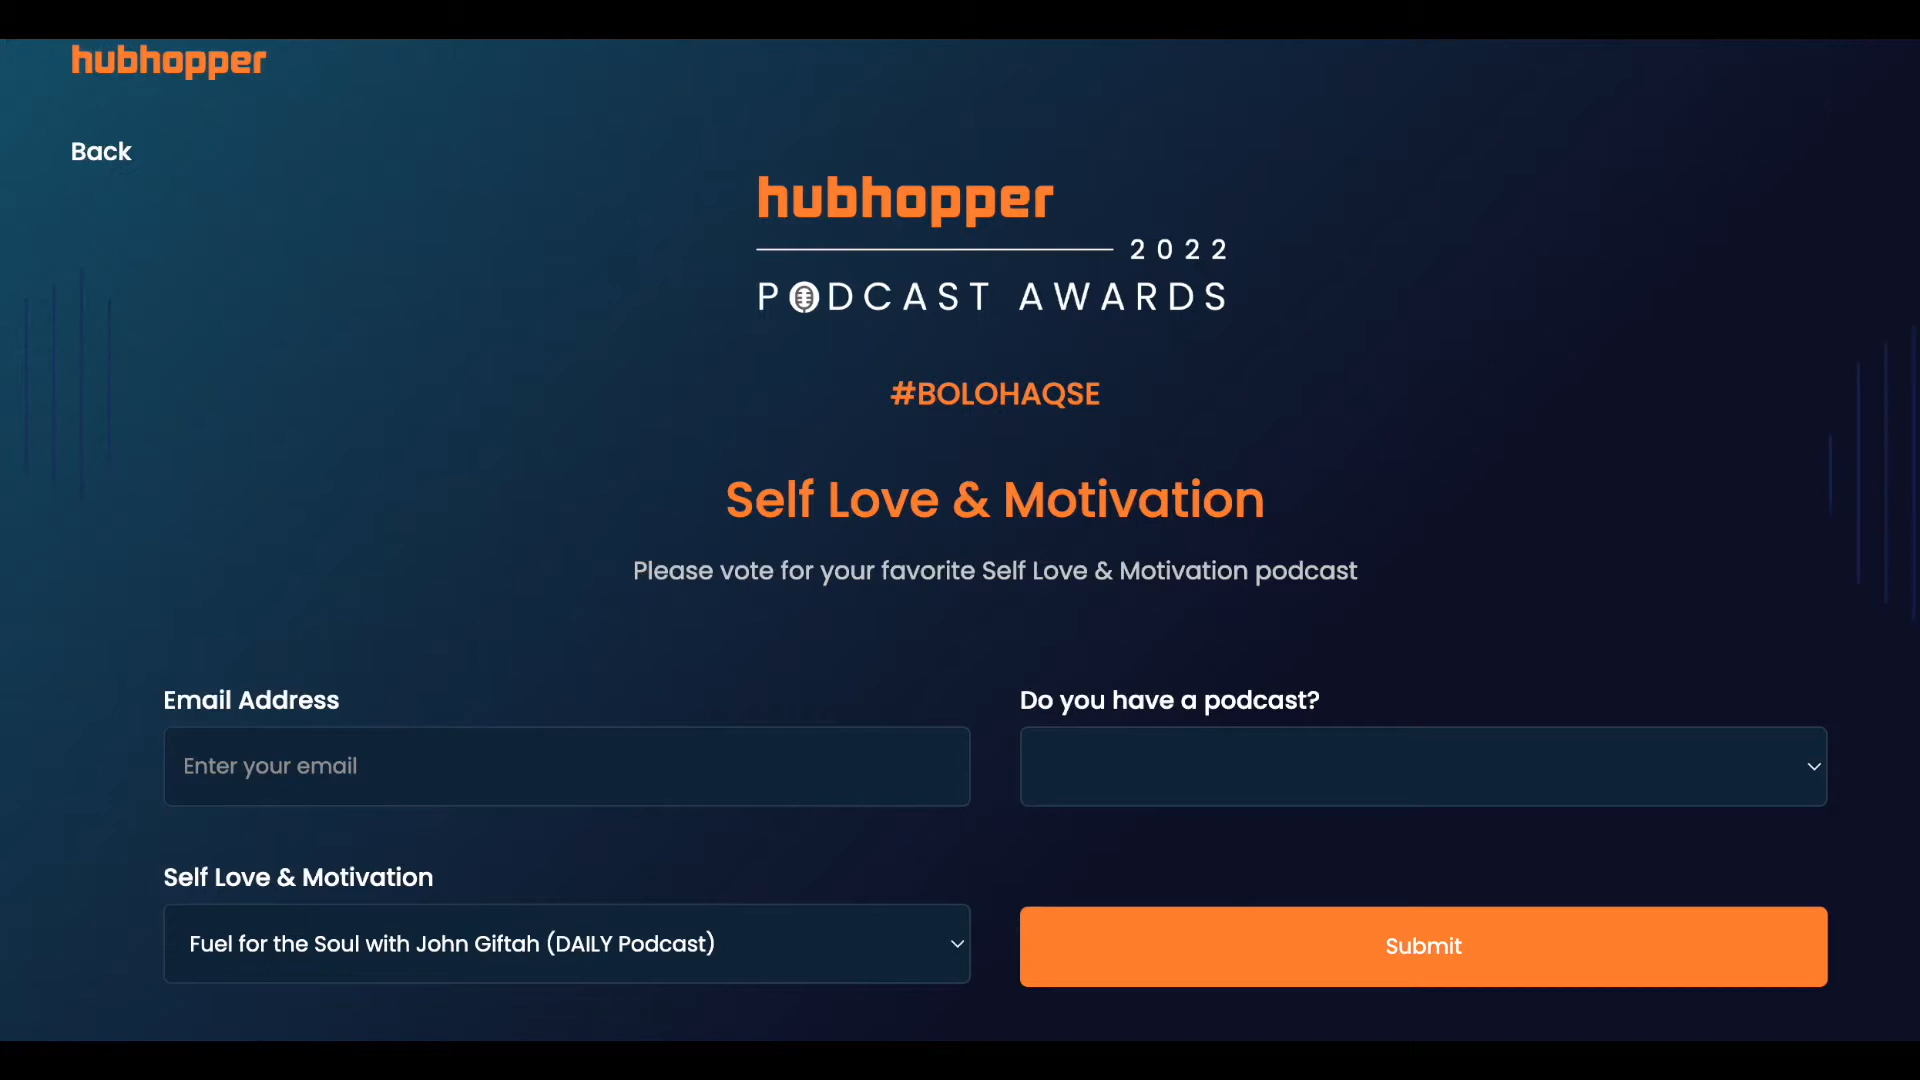 hubhopper
Back
hubhopper
2022
PODCAST AWARDS
#BOLOHAQSE
Self Love & Motivation
Please vote for your favorite Self Love & Motivation podcast
Email Address
Do you have a podcast?
Enter your email
Self Love & Motivation
Fuel for the Soul with John Giftah (DAILY Podcast)
Submit